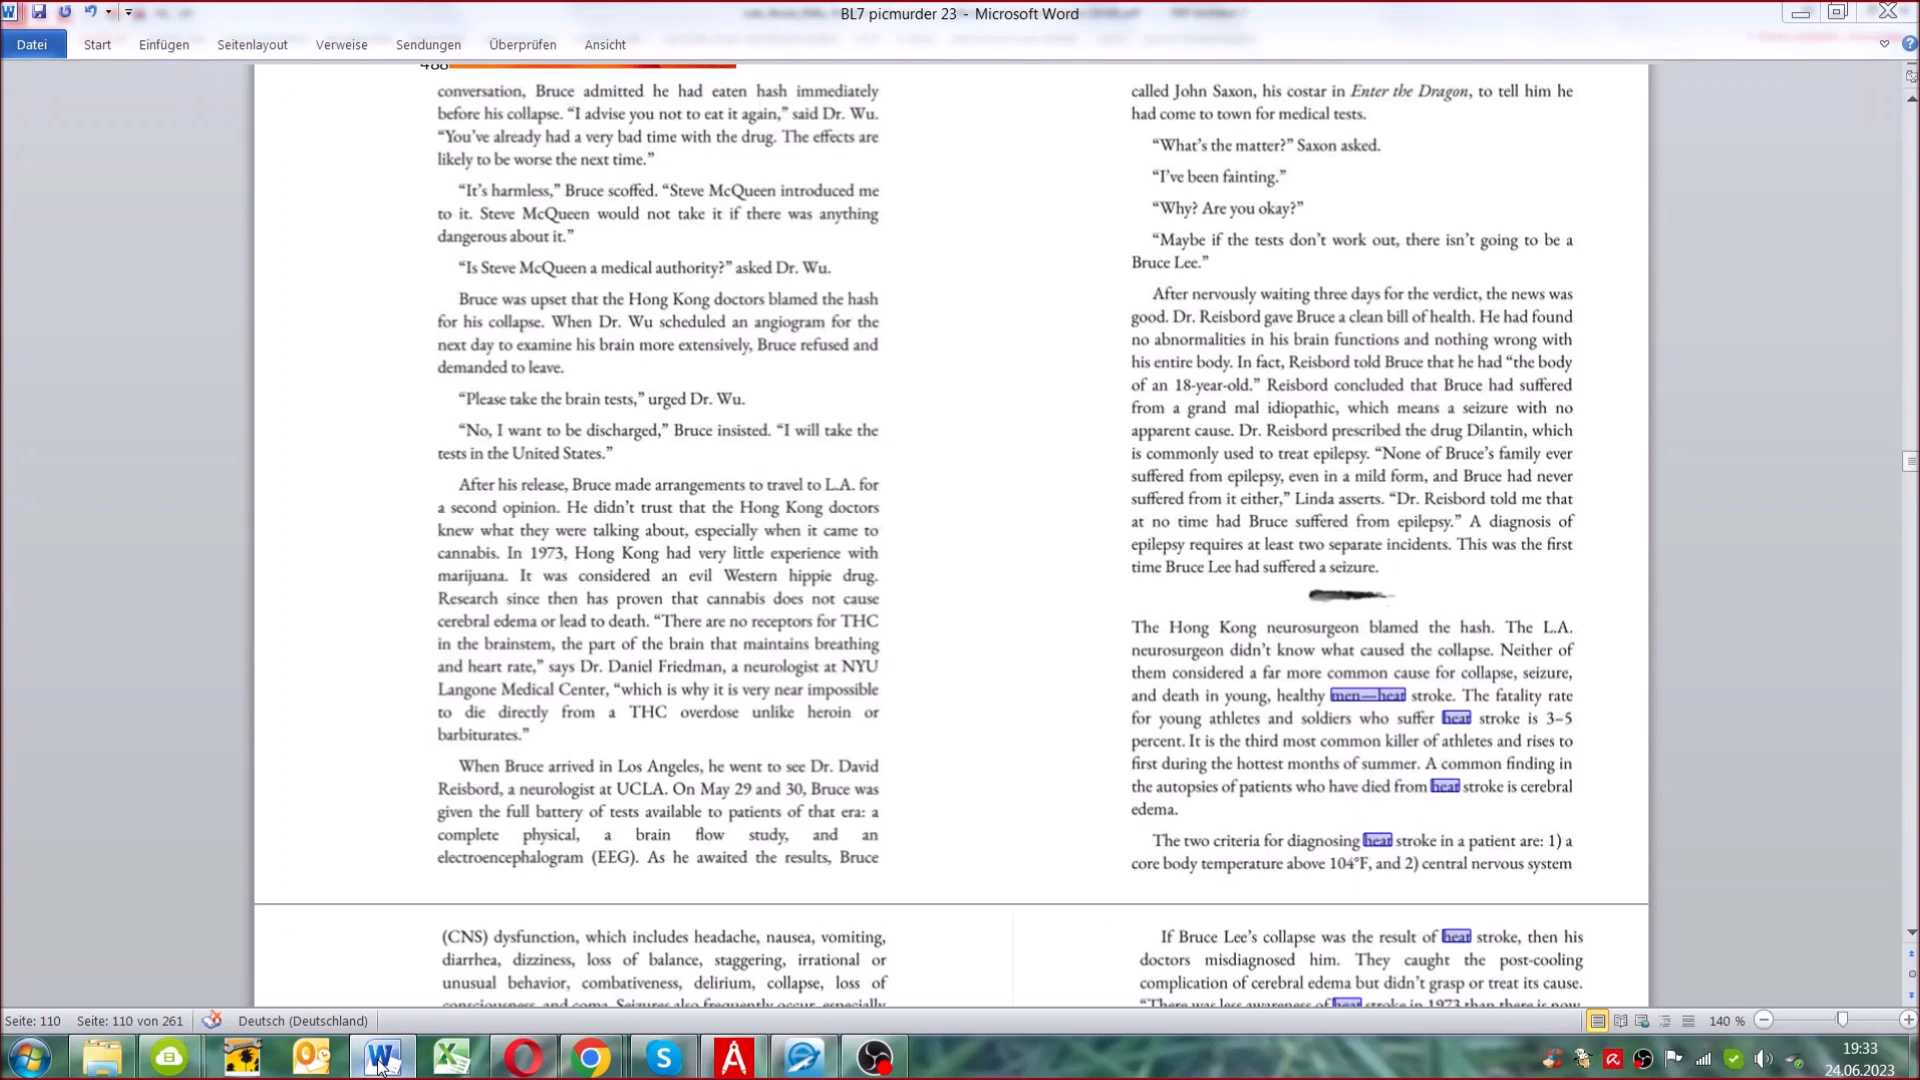 BL7 picmurder 23 - Microsoft Word
Datei
Start
Einfügen
Seitenlayout
Verweise
Sendungen
Überprüfen
Ansicht
488
conversation, Bruce admitted he had eaten hash immediately
before his collapse. “I advise you not to eat it again,” said Dr. Wu.
“You’ve already had a very bad time with the drug. The effects are
likely to be worse the next time.”
“It’s harmless,” Bruce scoffed. “Steve McQueen introduced me
to it. Steve McQueen would not take it if there was anything
dangerous about it.”
“Is Steve McQueen a medical authority?” asked Dr. Wu.
Bruce was upset that the Hong Kong doctors blamed the hash
for his collapse. When Dr. Wu scheduled an angiogram for the
next day to examine his brain more extensively, Bruce refused and
demanded to leave.
“Please take the brain tests,” urged Dr. Wu.
“No, I want to be discharged,” Bruce insisted. “I will take the
tests in the United States.”
After his release, Bruce made arrangements to travel to L.A. for
a second opinion. He didn’t trust that the Hong Kong doctors
knew what they were talking about, especially when it came to
cannabis. In 1973, Hong Kong had very little experience with
marijuana. It was considered an evil Western hippie drug.
Research since then has proven that cannabis does not cause
cerebral edema or lead to death. “There are no receptors for THC
in the brainstem, the part of the brain that maintains breathing
and heart rate,” says Dr. Daniel Friedman, a neurologist at NYU
Langone Medical Center, “which is why it is very near impossible
to die directly from a THC overdose unlike heroin or
barbiturates.”
When Bruce arrived in Los Angeles, he went to see Dr. David
Reisbord, a neurologist at UCLA. On May 29 and 30, Bruce was
given the full battery of tests available to patients of that era: a
complete physical, a brain flow study, and an
electroencephalogram (EEG). As he awaited the results, Bruce
called John Saxon, his costar in Enter the Dragon, to tell him he
had come to town for medical tests.
“What’s the matter?” Saxon asked.
“I’ve been fainting.”
“Why? Are you okay?”
“Maybe if the tests don’t work out, there isn’t going to be a
Bruce Lee.”
After nervously waiting three days for the verdict, the news was
good. Dr. Reisbord gave Bruce a clean bill of health. He had found
no abnormalities in his brain functions and nothing wrong with
his entire body. In fact, Reisbord told Bruce that he had “the body
of an 18-year-old.” Reisbord concluded that Bruce had suffered
from a grand mal idiopathic, which means a seizure with no
apparent cause. Dr. Reisbord prescribed the drug Dilantin, which
is commonly used to treat epilepsy. “None of Bruce’s family ever
suffered from epilepsy, even in a mild form, and Bruce had never
suffered from it either,” Linda asserts. “Dr. Reisbord told me that
at no time had Bruce suffered from epilepsy.” A diagnosis of
epilepsy requires at least two separate incidents. This was the first
time Bruce Lee had suffered a seizure.
The Hong Kong neurosurgeon blamed the hash. The L.A.
neurosurgeon didn’t know what caused the collapse. Neither of
them considered a far more common cause for collapse, seizure,
and death in young, healthy men—heat stroke. The fatality rate
for young athletes and soldiers who suffer heat stroke is 3–5
percent. It is the third most common killer of athletes and rises to
first during the hottest months of summer. A common finding in
the autopsies of patients who have died from heat stroke is cerebral
edema.
The two criteria for diagnosing heat stroke in a patient are: 1) a
core body temperature above 104°F, and 2) central nervous system
(CNS) dysfunction, which includes headache, nausea, vomiting,
diarrhea, dizziness, loss of balance, staggering, irrational or
unusual behavior, combativeness, delirium, collapse, loss of
consciousness, and coma. Seizures also frequently occur, especially
If Bruce Lee’s collapse was the result of heat stroke, then his
doctors misdiagnosed him. They caught the post-cooling
complication of cerebral edema but didn’t grasp or treat its cause.
“There was less awareness of heat stroke in 1973 than there is now
Seite: 110
Seite: 110 von 261
Deutsch (Deutschland)
140 %
19:33
24.06.2023